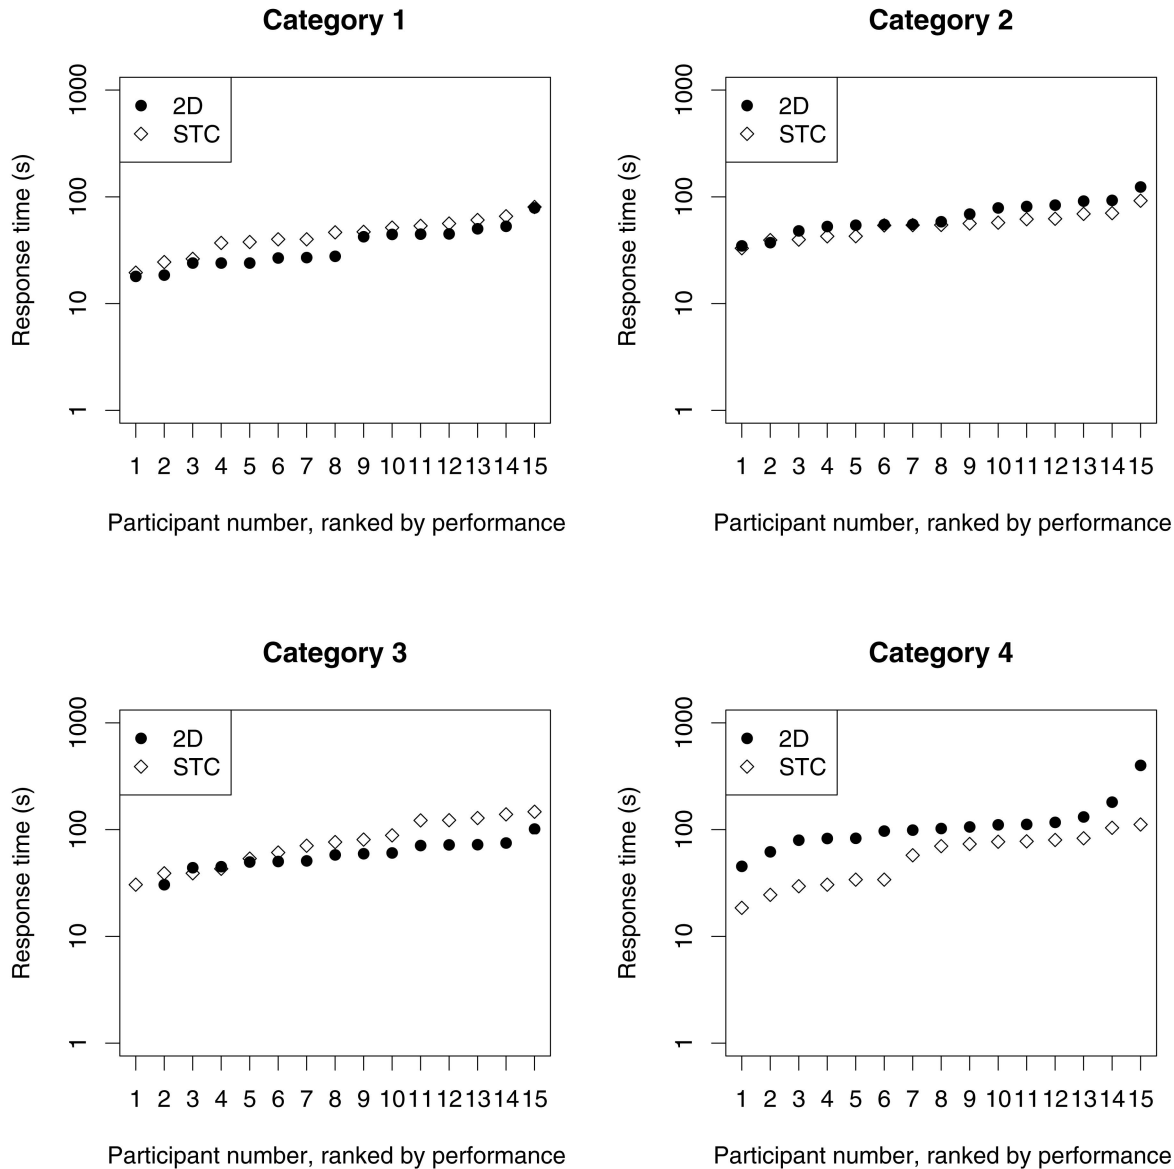 Category 1
1000
100
10
1
Response time (s)
2D
STC
1 2 3 4 5 6 7 8 9 10 11 12 13 14 15
Participant number, ranked by performance
Category 2
1000
100
10
1
Response time (s)
2D
STC
1 2 3 4 5 6 7 8 9 10 11 12 13 14 15
Participant number, ranked by performance
Category 3
1000
100
10
1
Response time (s)
2D
STC
1 2 3 4 5 6 7 8 9 10 11 12 13 14 15
Participant number, ranked by performance
Category 4
1000
100
10
1
Response time (s)
2D
STC
1 2 3 4 5 6 7 8 9 10 11 12 13 14 15
Participant number, ranked by performance